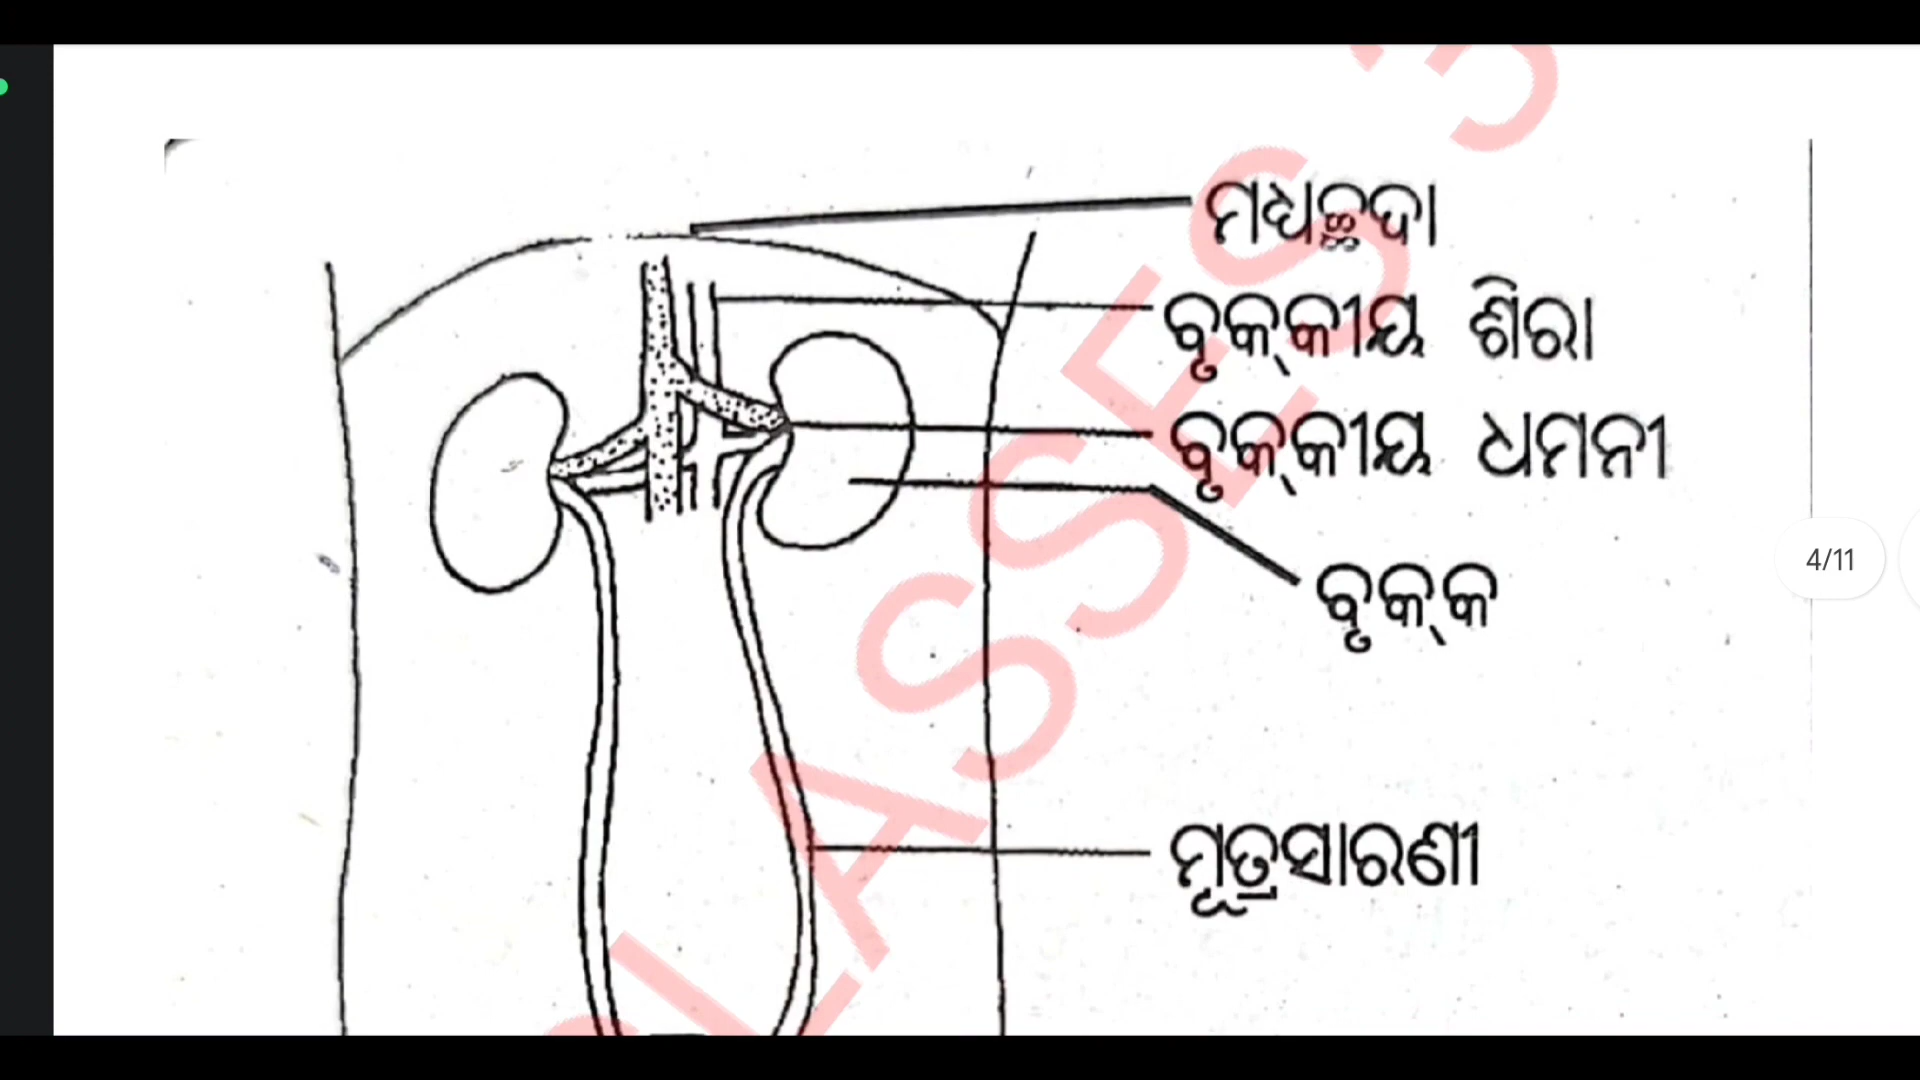 ମଧ୍ୟଚ୍ଛଦା
ବୃକ୍‌କୀୟ ଶିରା
ବୃକ୍‌କୀୟ ଧମନୀ
ବୃକ୍‌କ
4/11
ମୂତ୍ରସାରଣୀ